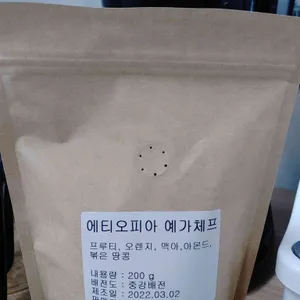 에티오피아 예가체프
프루티, 오렌지, 맥아,아몬드,
볶은 땅콩
내용량 : 200 g
배전도 : 중강배전
제조일 : 2022.03.02